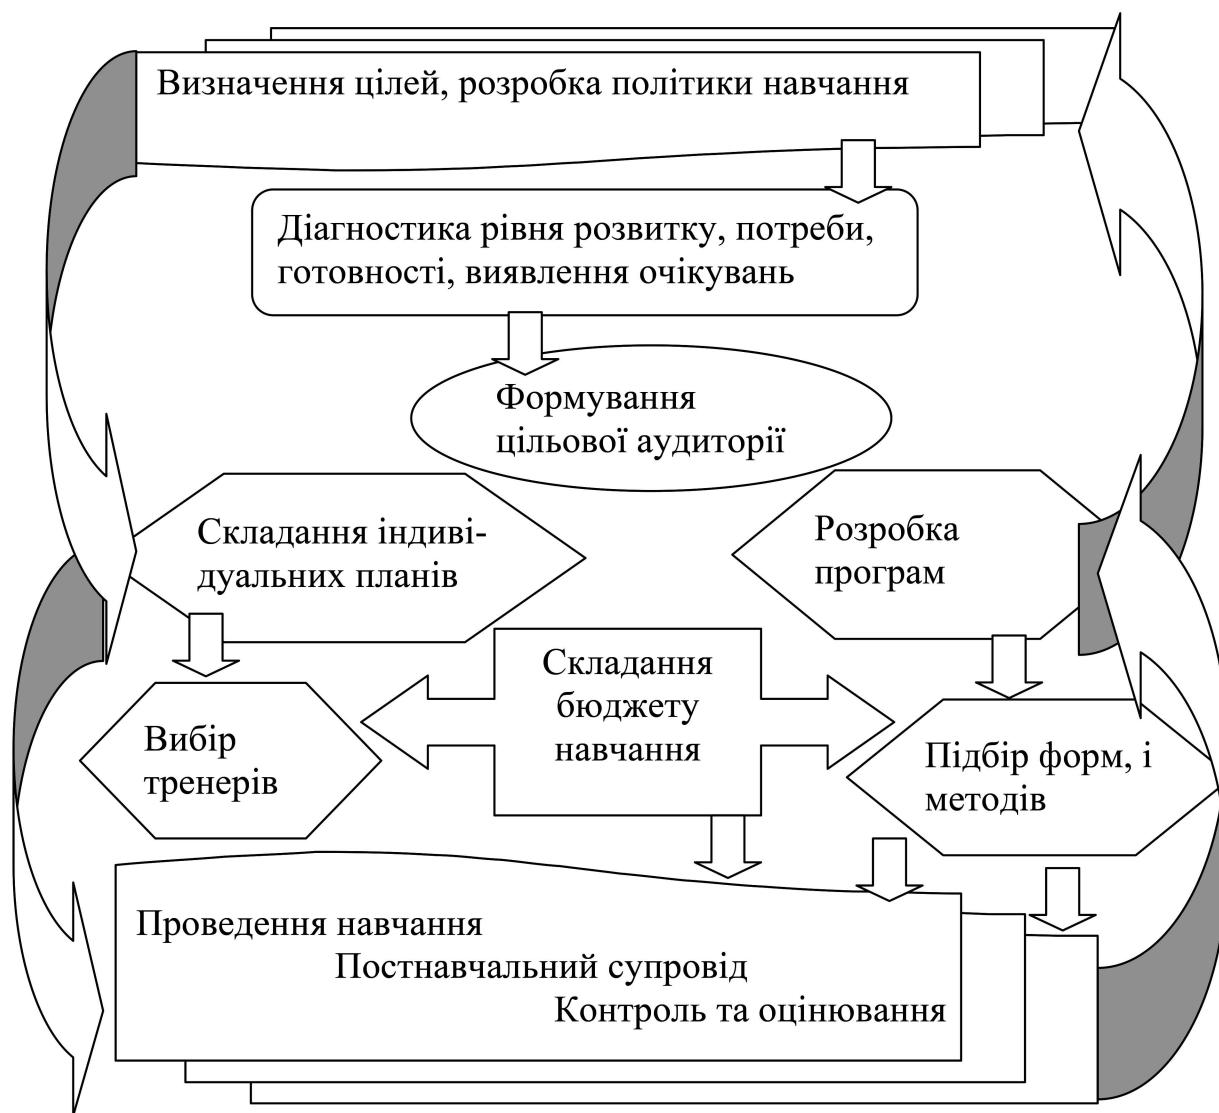 Визначення цілей, розробка політики навчання
Діагностика рівня розвитку, потреби,
готовності, виявлення очікувань
Формування
цільової аудиторії
Складання індиві-
дуальних планів
Розробка
програм
Складання
бюджету
навчання
Вибір
тренерів
Підбір форм, і
методів
Проведення навчання
Постнавчальний супровід
Контроль та оцінювання